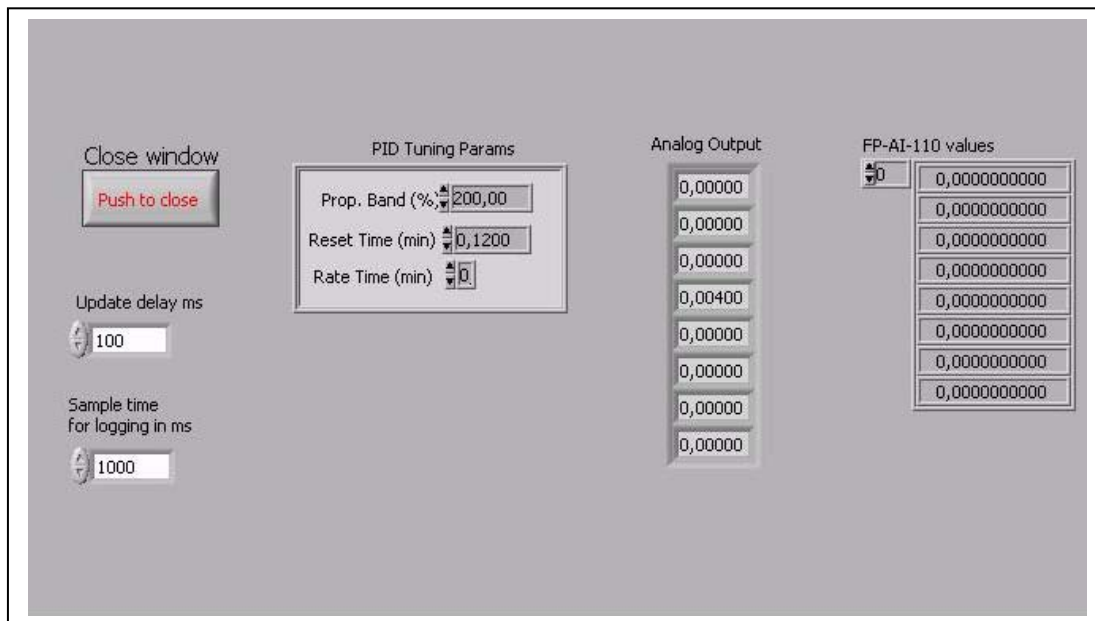 Close window
Push to close
Update delay ms
100
Sample time
for logging in ms
1000
PID Tuning Params
Prop. Band (%) 200,00
Reset Time (min) 0,1200
Rate Time (min) 0,
Analog Output
0,00000
0,00000
0,00000
0,00400
0,00000
0,00000
0,00000
0,00000
FP-AI-110 values
0
0,0000000000
0,0000000000
0,0000000000
0,0000000000
0,0000000000
0,0000000000
0,0000000000
0,0000000000